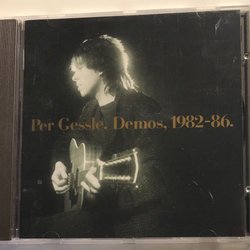 Per Gessle. Demos, 1982-86.